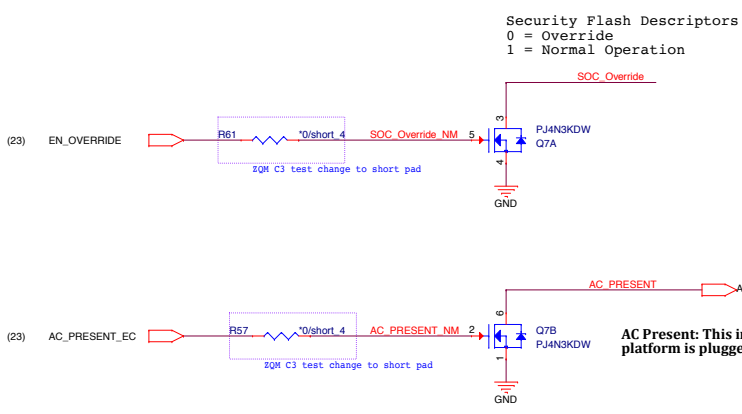 Security Flash Descriptors
0 = Override
1 = Normal Operation
SOC_Override
3
(23) EN_OVERRIDE R61 *0/short_4 SOC_Override_NM 5 PJ4N3KDW
Q7A
4
ZQM C3 test change to short pad
GND
AC_PRESENT A
6
(23) AC_PRESENT_EC R57 *0/short_4 AC_PRESENT_NM 2 Q7B
PJ4N3KDW
AC Present: This in
platform is plugge
1
ZQM C3 test change to short pad
GND